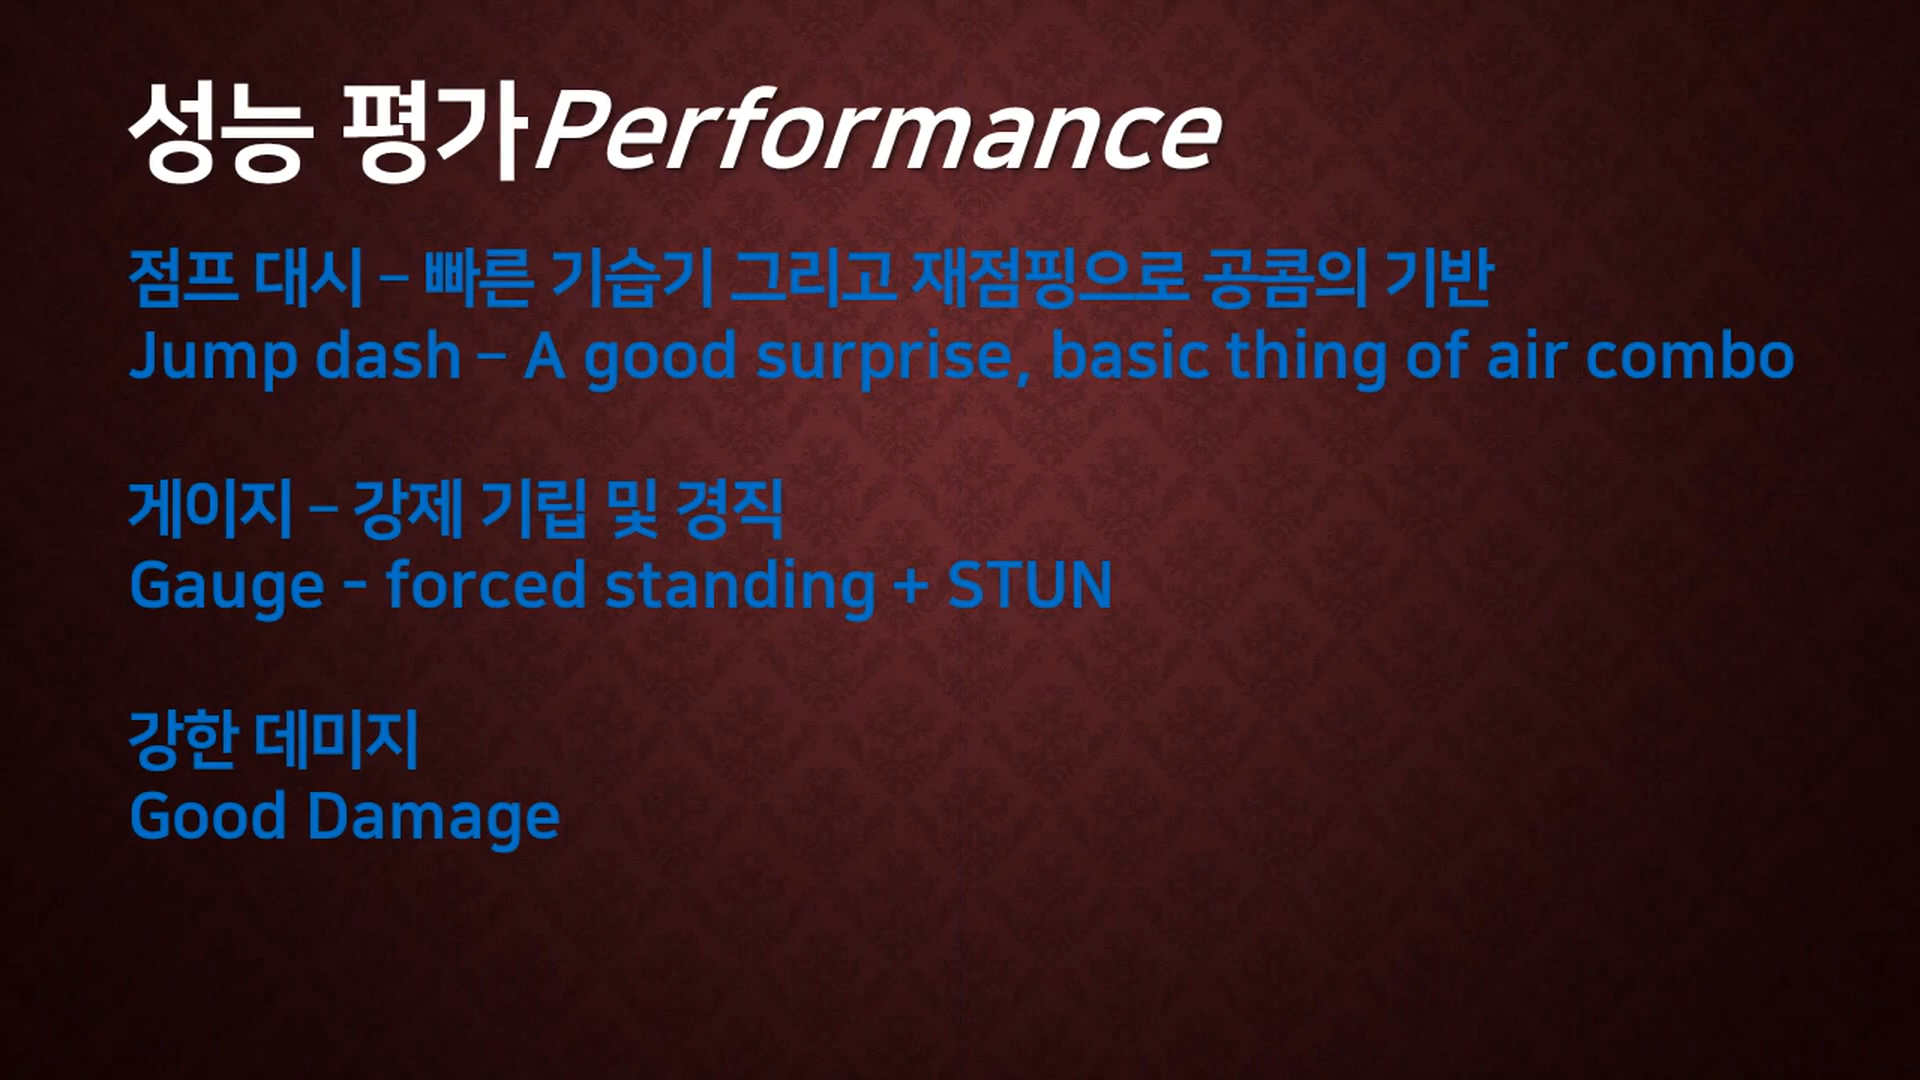 성능 평가Performance
점프 대시 – 빠른 기습기 그리고 재점핑으로 공콤의 기반
Jump dash – A good surprise, basic thing of air combo
게이지 – 강제 기립 및 경직
Gauge - forced standing + STUN
강한 데미지
Good Damage